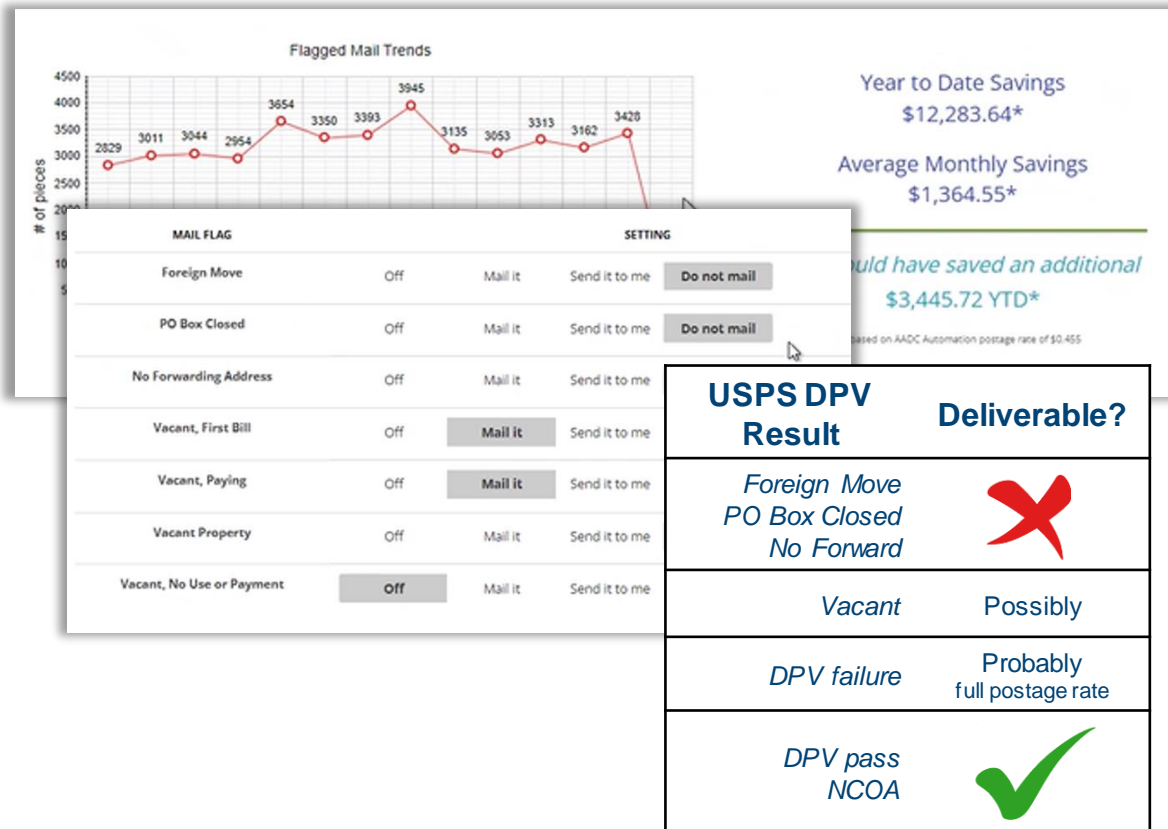 Flagged Mail Trends
4500
4000
3500
3000
2500
# of pieces
2829
3011
3044
2954
3654
3350
3393
3945
3135
3053
3313
3162
3428
Year to Date Savings
$12,283.64*
Average Monthly Savings
$1,364.55*
have saved an additional
$3,445.72 YTD*
based on AADC Automation postage rate of $0.455
MAIL FLAG SETTING
Foreign Move Off Mail it Send it to me Do not mail
PO Box Closed Off Mail it Send it to me Do not mail
No Forwarding Address Off Mail it Send it to me
Vacant, First Bill Off Mail it Send it to me
Vacant, Paying Off Mail it Send it to me
Vacant Property Off Mail it Send it to me
Vacant, No Use or Payment Off Mail it Send it to me
USPS DPV
Result
Deliverable?
Foreign Move
PO Box Closed
No Forward
Vacant Possibly
DPV failure
Probably
full postage rate
DPV pass
NCOA